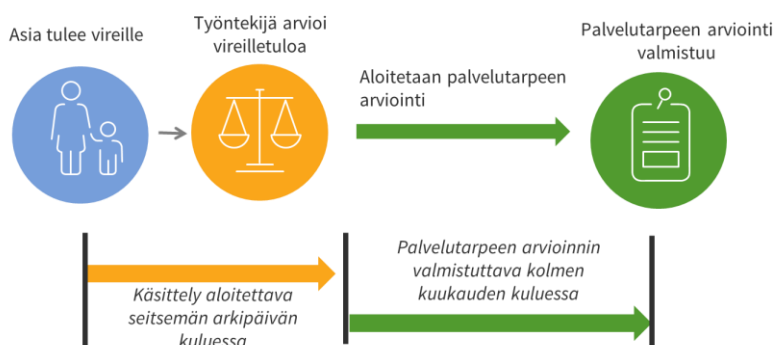 Asia tulee vireille
Työntekijä arvioi
vireilletuloa
Aloitetaan palvelutarpeen
arviointi
Palvelutarpeen arviointi
valmistuu
Käsittely aloitettava
seitsemän arkipäivän
kuluessa
Palvelutarpeen arvioinnin
valmistuttava kolmen
kuukauden kuluessa